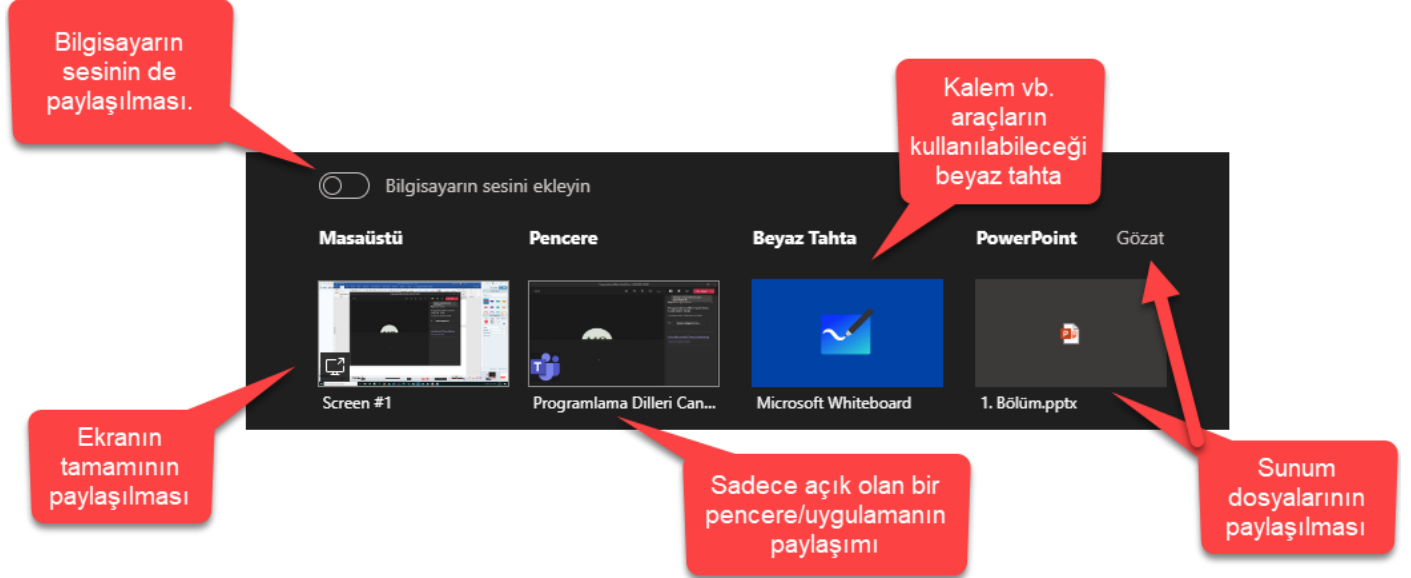 Bilgisayarın
sesinin de
paylaşılması.
Kalem vb.
araçların
kullanılabileceği
beyaz tahta
Bilgisayarın sesini ekleyin
Masaüstü
Pencere
Beyaz Tahta
PowerPoint
Gözat
Screen #1
Programlama Dilleri Can...
Microsoft Whiteboard
1. Bölüm.pptx
Ekranın
tamamının
paylaşılması
Sadece açık olan bir
pencere/uygulamanın
paylaşımı
Sunum
dosyalarının
paylaşılması